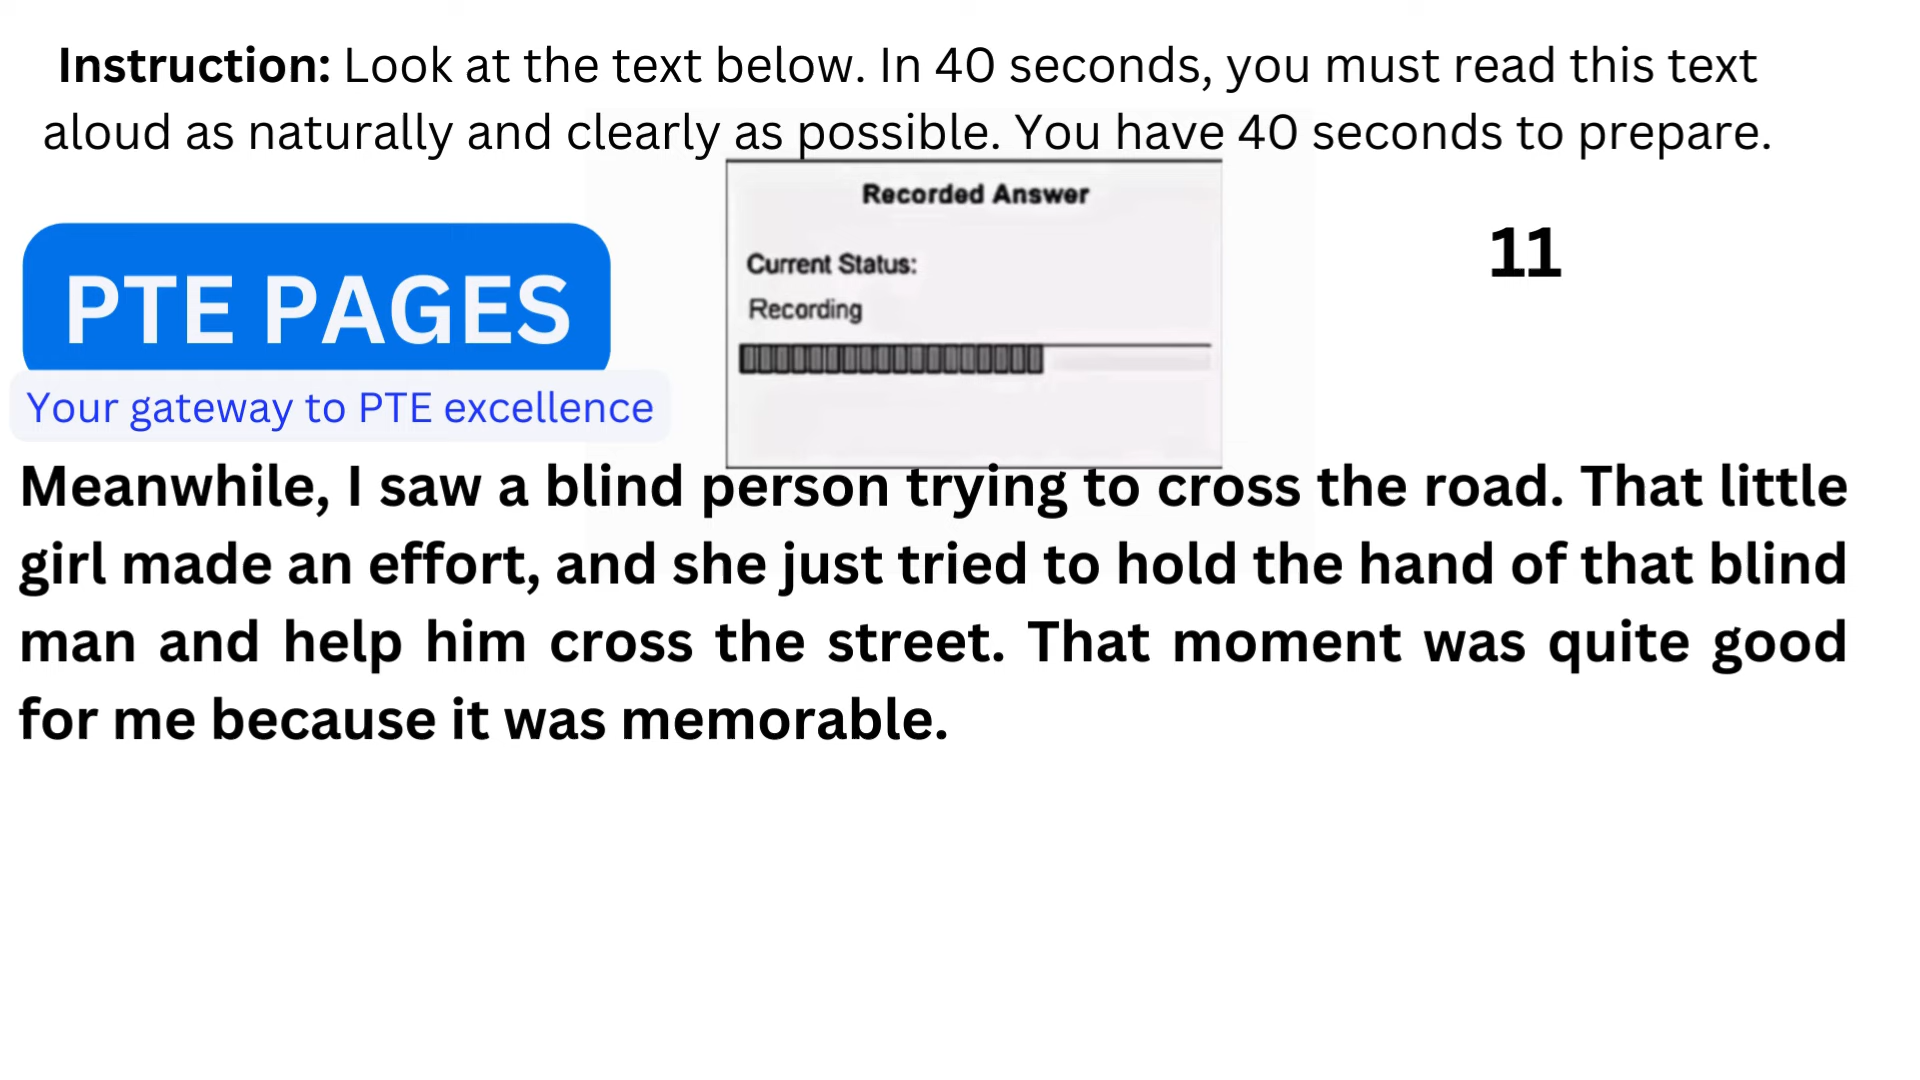 Instruction: Look at the text below. In 40 seconds, you must read this text
aloud as naturally and clearly as possible. You have 40 seconds to prepare.
Recorded Answer
Current Status:
Recording
11
PTE PAGES
Your gateway to PTE excellence
Meanwhile, I saw a blind person trying to cross the road. That little
girl made an effort, and she just tried to hold the hand of that blind
man and help him cross the street. That moment was quite good
for me because it was memorable.